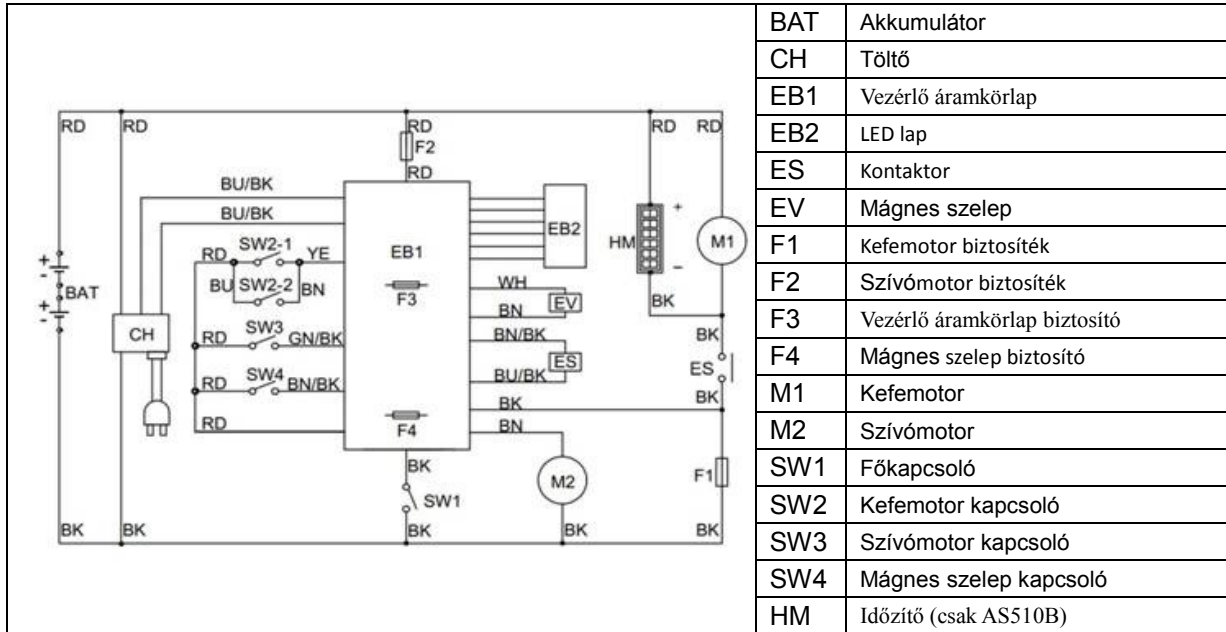 RD RD RD RD RD
F2
RD
BU/BK
BU/BK
EB2
EB1
HM + M1
SW2-1
RD YE
BU SW2-2 BN
+
-
+
-
BAT
F3
WH
EV
BN
BK
–
CH
SW3
RD GN/BK
BN/BK
ES
BU/BK
BK
ES
BK
SW4
RD BN/BK
RD
F4
BK
BN
BK
SW1
M2
F1
BK BK BK BK BK
BAT Akkumulátor
CH Töltő
EB1 Vezérlő áramkörlap
EB2 LED lap
ES Kontaktor
EV Mágnes szelep
F1 Kefemotor biztosíték
F2 Szívómotor biztosíték
F3 Vezérlő áramkörlap biztosító
F4 Mágnes szelep biztosító
M1 Kefemotor
M2 Szívómotor
SW1 Főkapcsoló
SW2 Kefemotor kapcsoló
SW3 Szívómotor kapcsoló
SW4 Mágnes szelep kapcsoló
HM Időzítő (csak AS510B)